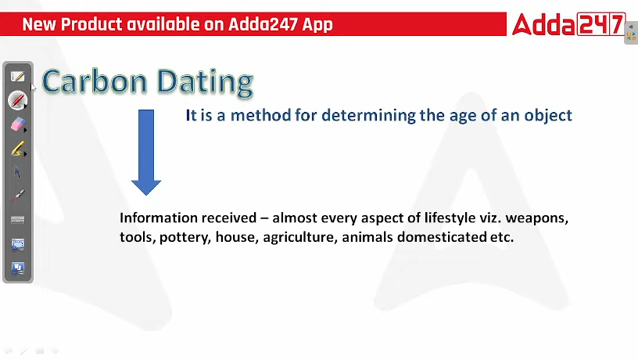 New Product available on Adda247 App
Adda247
Carbon Dating
It is a method for determining the age of an object
Information received – almost every aspect of lifestyle viz. weapons,
tools, pottery, house, agriculture, animals domesticated etc.